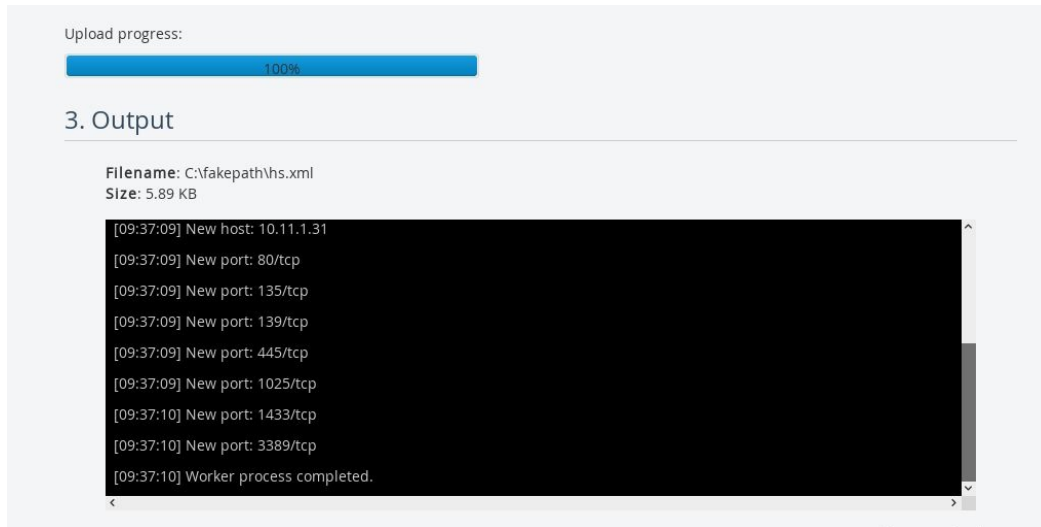 Upload progress:
100%
3. Output
Filename: C:\fakepath\hs.xml
Size: 5.89 KB
[09:37:09] New host: 10.11.1.31
[09:37:09] New port: 80/tcp
[09:37:09] New port: 135/tcp
[09:37:09] New port: 139/tcp
[09:37:09] New port: 445/tcp
[09:37:09] New port: 1025/tcp
[09:37:10] New port: 1433/tcp
[09:37:10] New port: 3389/tcp
[09:37:10] Worker process completed.